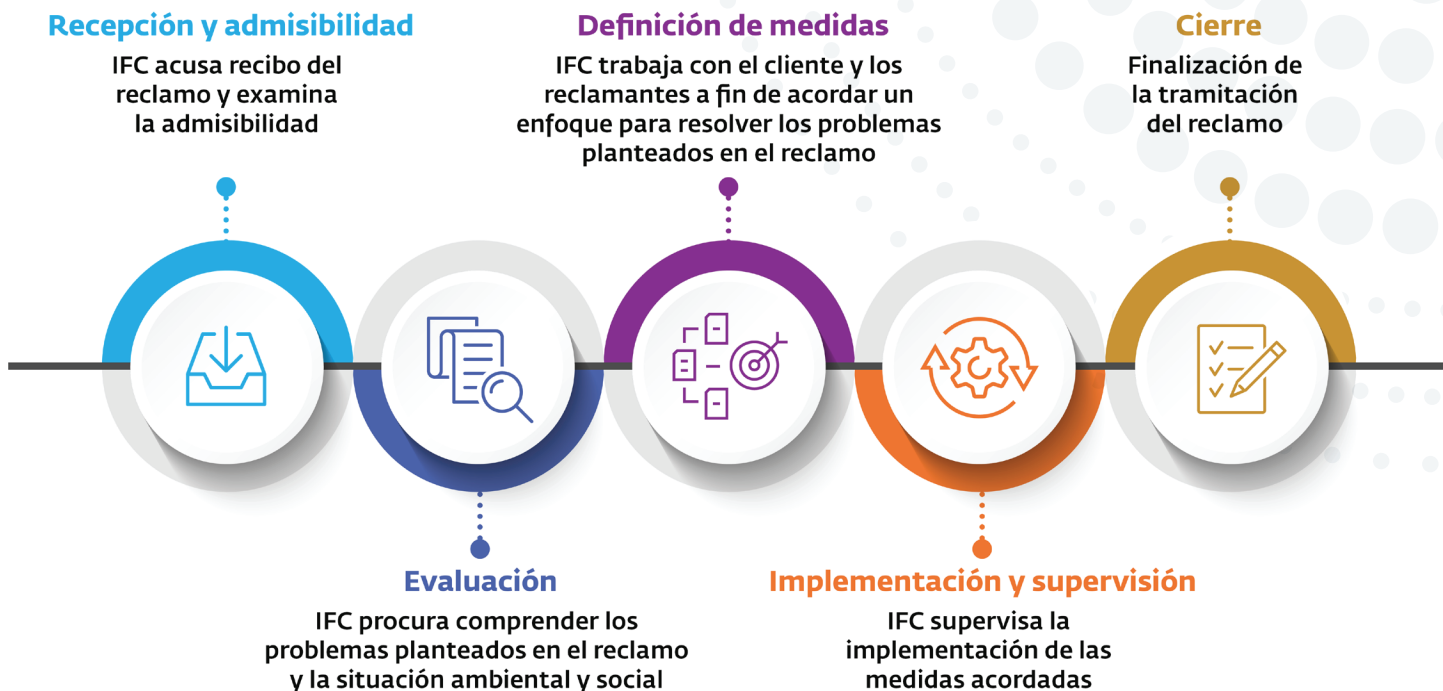 Recepción y admisibilidad
IFC acusa recibo del
reclamo y examina
la admisibilidad
Evaluación
IFC procura comprender los
problemas planteados en el reclamo
y la situación ambiental y social
Definición de medidas
IFC trabaja con el cliente y los
reclamantes a fin de acordar un
enfoque para resolver los problemas
planteados en el reclamo
Implementación y supervisión
IFC supervisa la
implementación de las
medidas acordadas
Cierre
Finalización de
la tramitación
del reclamo